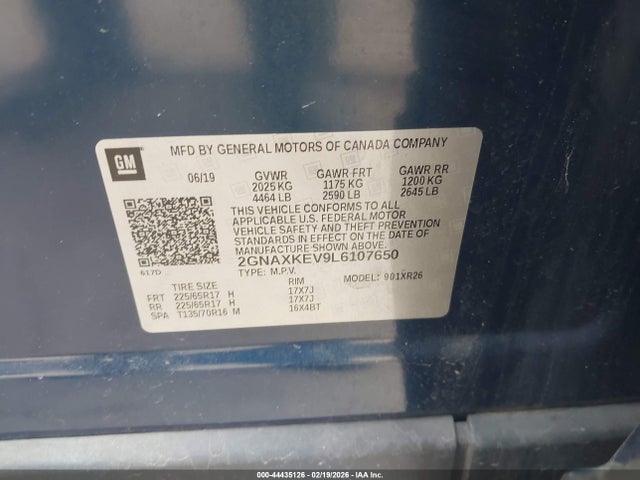 GM
MFD BY GENERAL MOTORS OF CANADA COMPANY
06/19 GVWR GAWR FRT GAWR RR
2025 KG 1175 KG 1200 KG
4464 LB 2590 LB 2645 LB
THIS VEHICLE CONFORMS TO ALL
APPLICABLE U.S. FEDERAL MOTOR
VEHICLE SAFETY, BUMPER, AND
THEFT PREVENTION STANDARDS
IN EFFECT ON THE DATE OF
MANUFACTURE SHOWN ABOVE.
2GNAXKEV9L6107650
617D TYPE: M.P.V. MODEL: 901XR26
TIRE SIZE RIM
FRT 225/65R17 H 17X7J
RR 225/65R17 H 17X7J
SPA T135/70R16 M 16X4BT
000-44435126 - 02/19/2026 - IAA Inc.